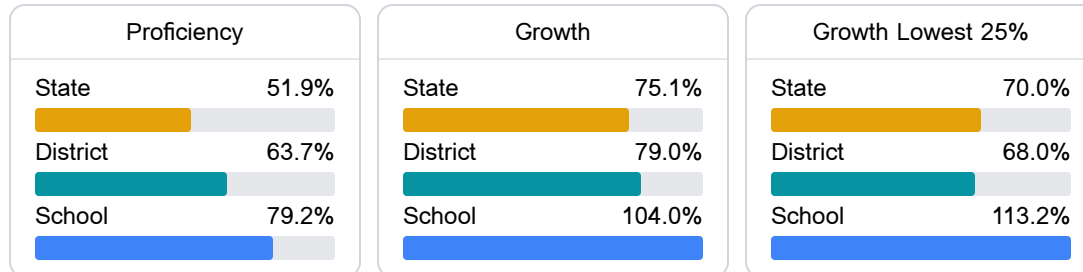 Proficiency
State 51.9%
District 63.7%
School 79.2%
Growth
State 75.1%
District 79.0%
School 104.0%
Growth Lowest 25%
State 70.0%
District 68.0%
School 113.2%